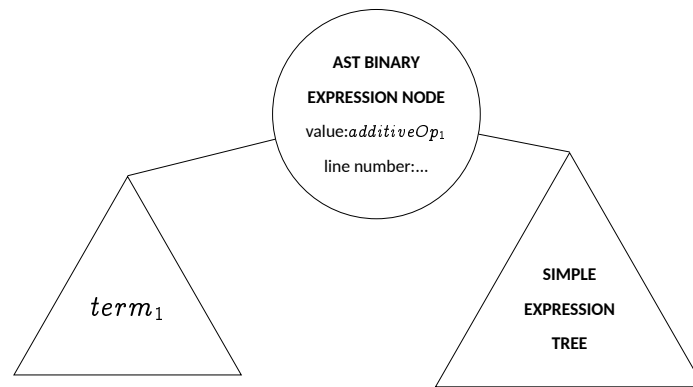 AST BINARY
EXPRESSION NODE
value:additiveOp₁
line number:...
term₁
SIMPLE
EXPRESSION
TREE